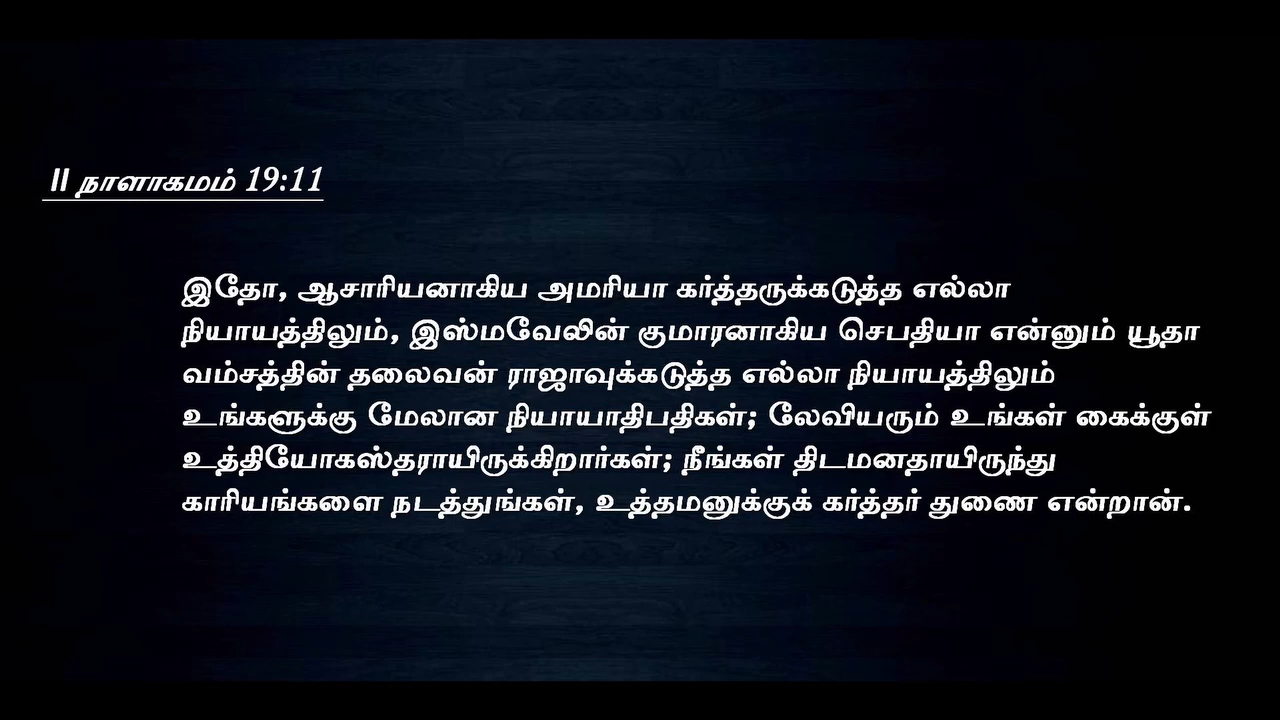 II நாளாகமம் 19:11
இதோ, ஆசாரியனாகிய அமரியா கர்த்தருக்கடுத்த எல்லா
நியாயத்திலும், இஸ்மவேலின் குமாரனாகிய செபதியா என்னும் யூதா
வம்சத்தின் தலைவன் ராஜாவுக்கடுத்த எல்லா நியாயத்திலும்
உங்களுக்கு மேலான நியாயாதிபதிகள்; லேவியரும் உங்கள் கைக்குள்
உத்தியோகஸ்தராயிருக்கிறார்கள்; நீங்கள் திடமனதாயிருந்து
காரியங்களை நடத்துங்கள், உத்தமனுக்குக் கர்த்தர் துணை என்றான்.